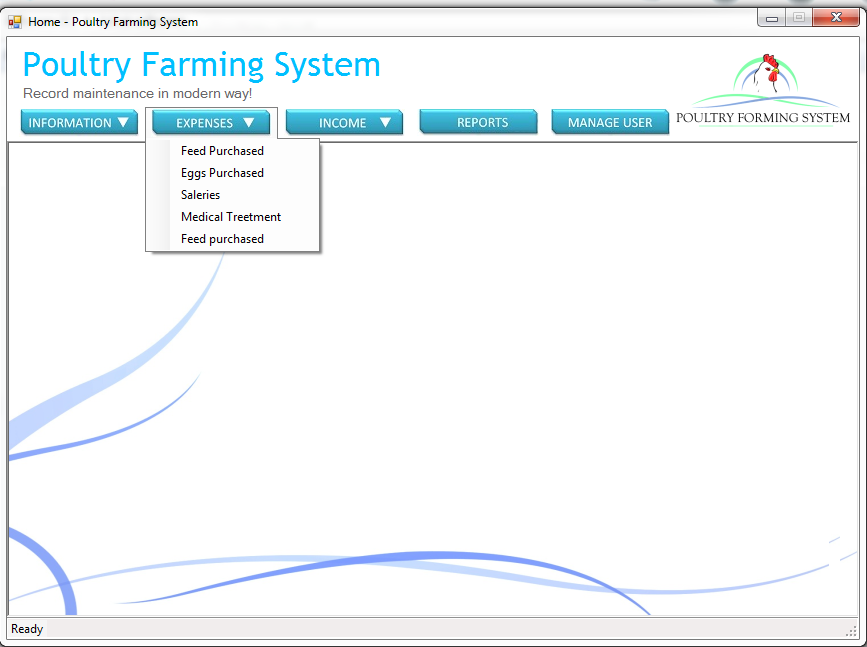 Home - Poultry Farming System
Poultry Farming System
Record maintenance in modern way!
POULTRY FORMING SYSTEM
INFORMATION ▼ EXPENSES ▼ INCOME ▼ REPORTS MANAGE USER
Feed Purchased
Eggs Purchased
Saleries
Medical Treetment
Feed purchased
Ready